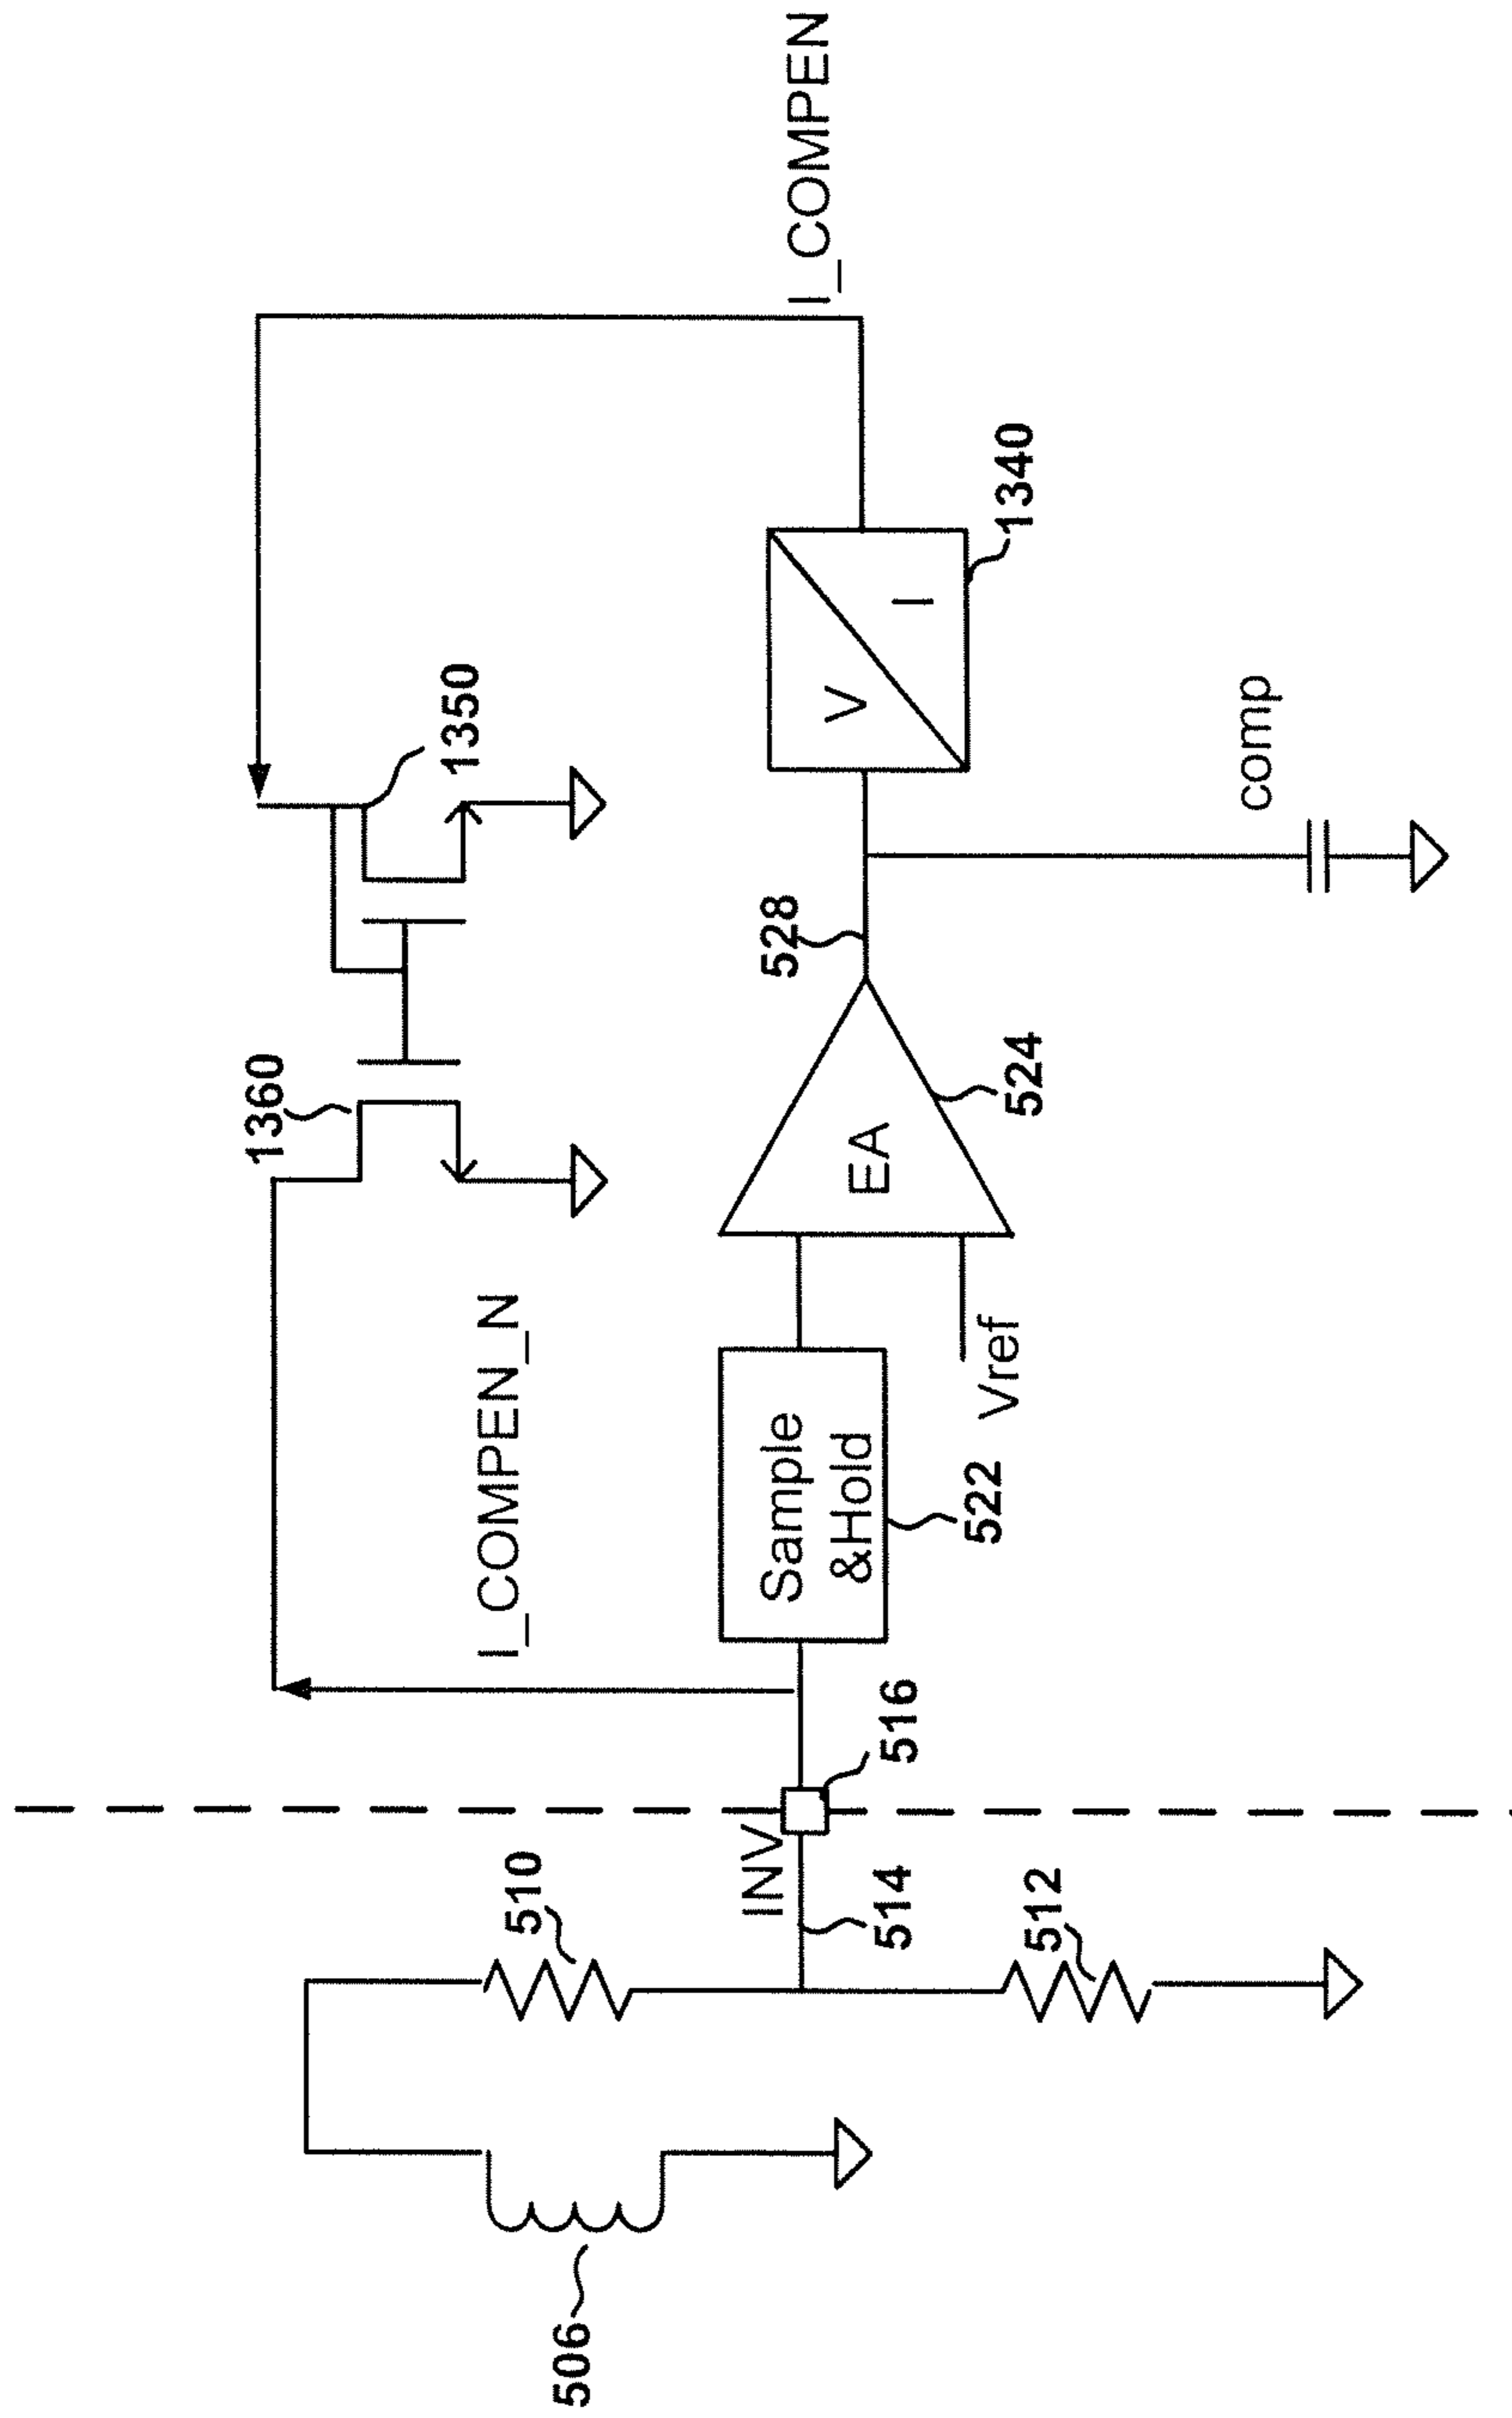 I_COMPEN
1350
1360
I_COMPEN_N
528
V
I
1340
comp
EA
524
Sample
&Hold
522
Vref
INV
516
514
510
512
506